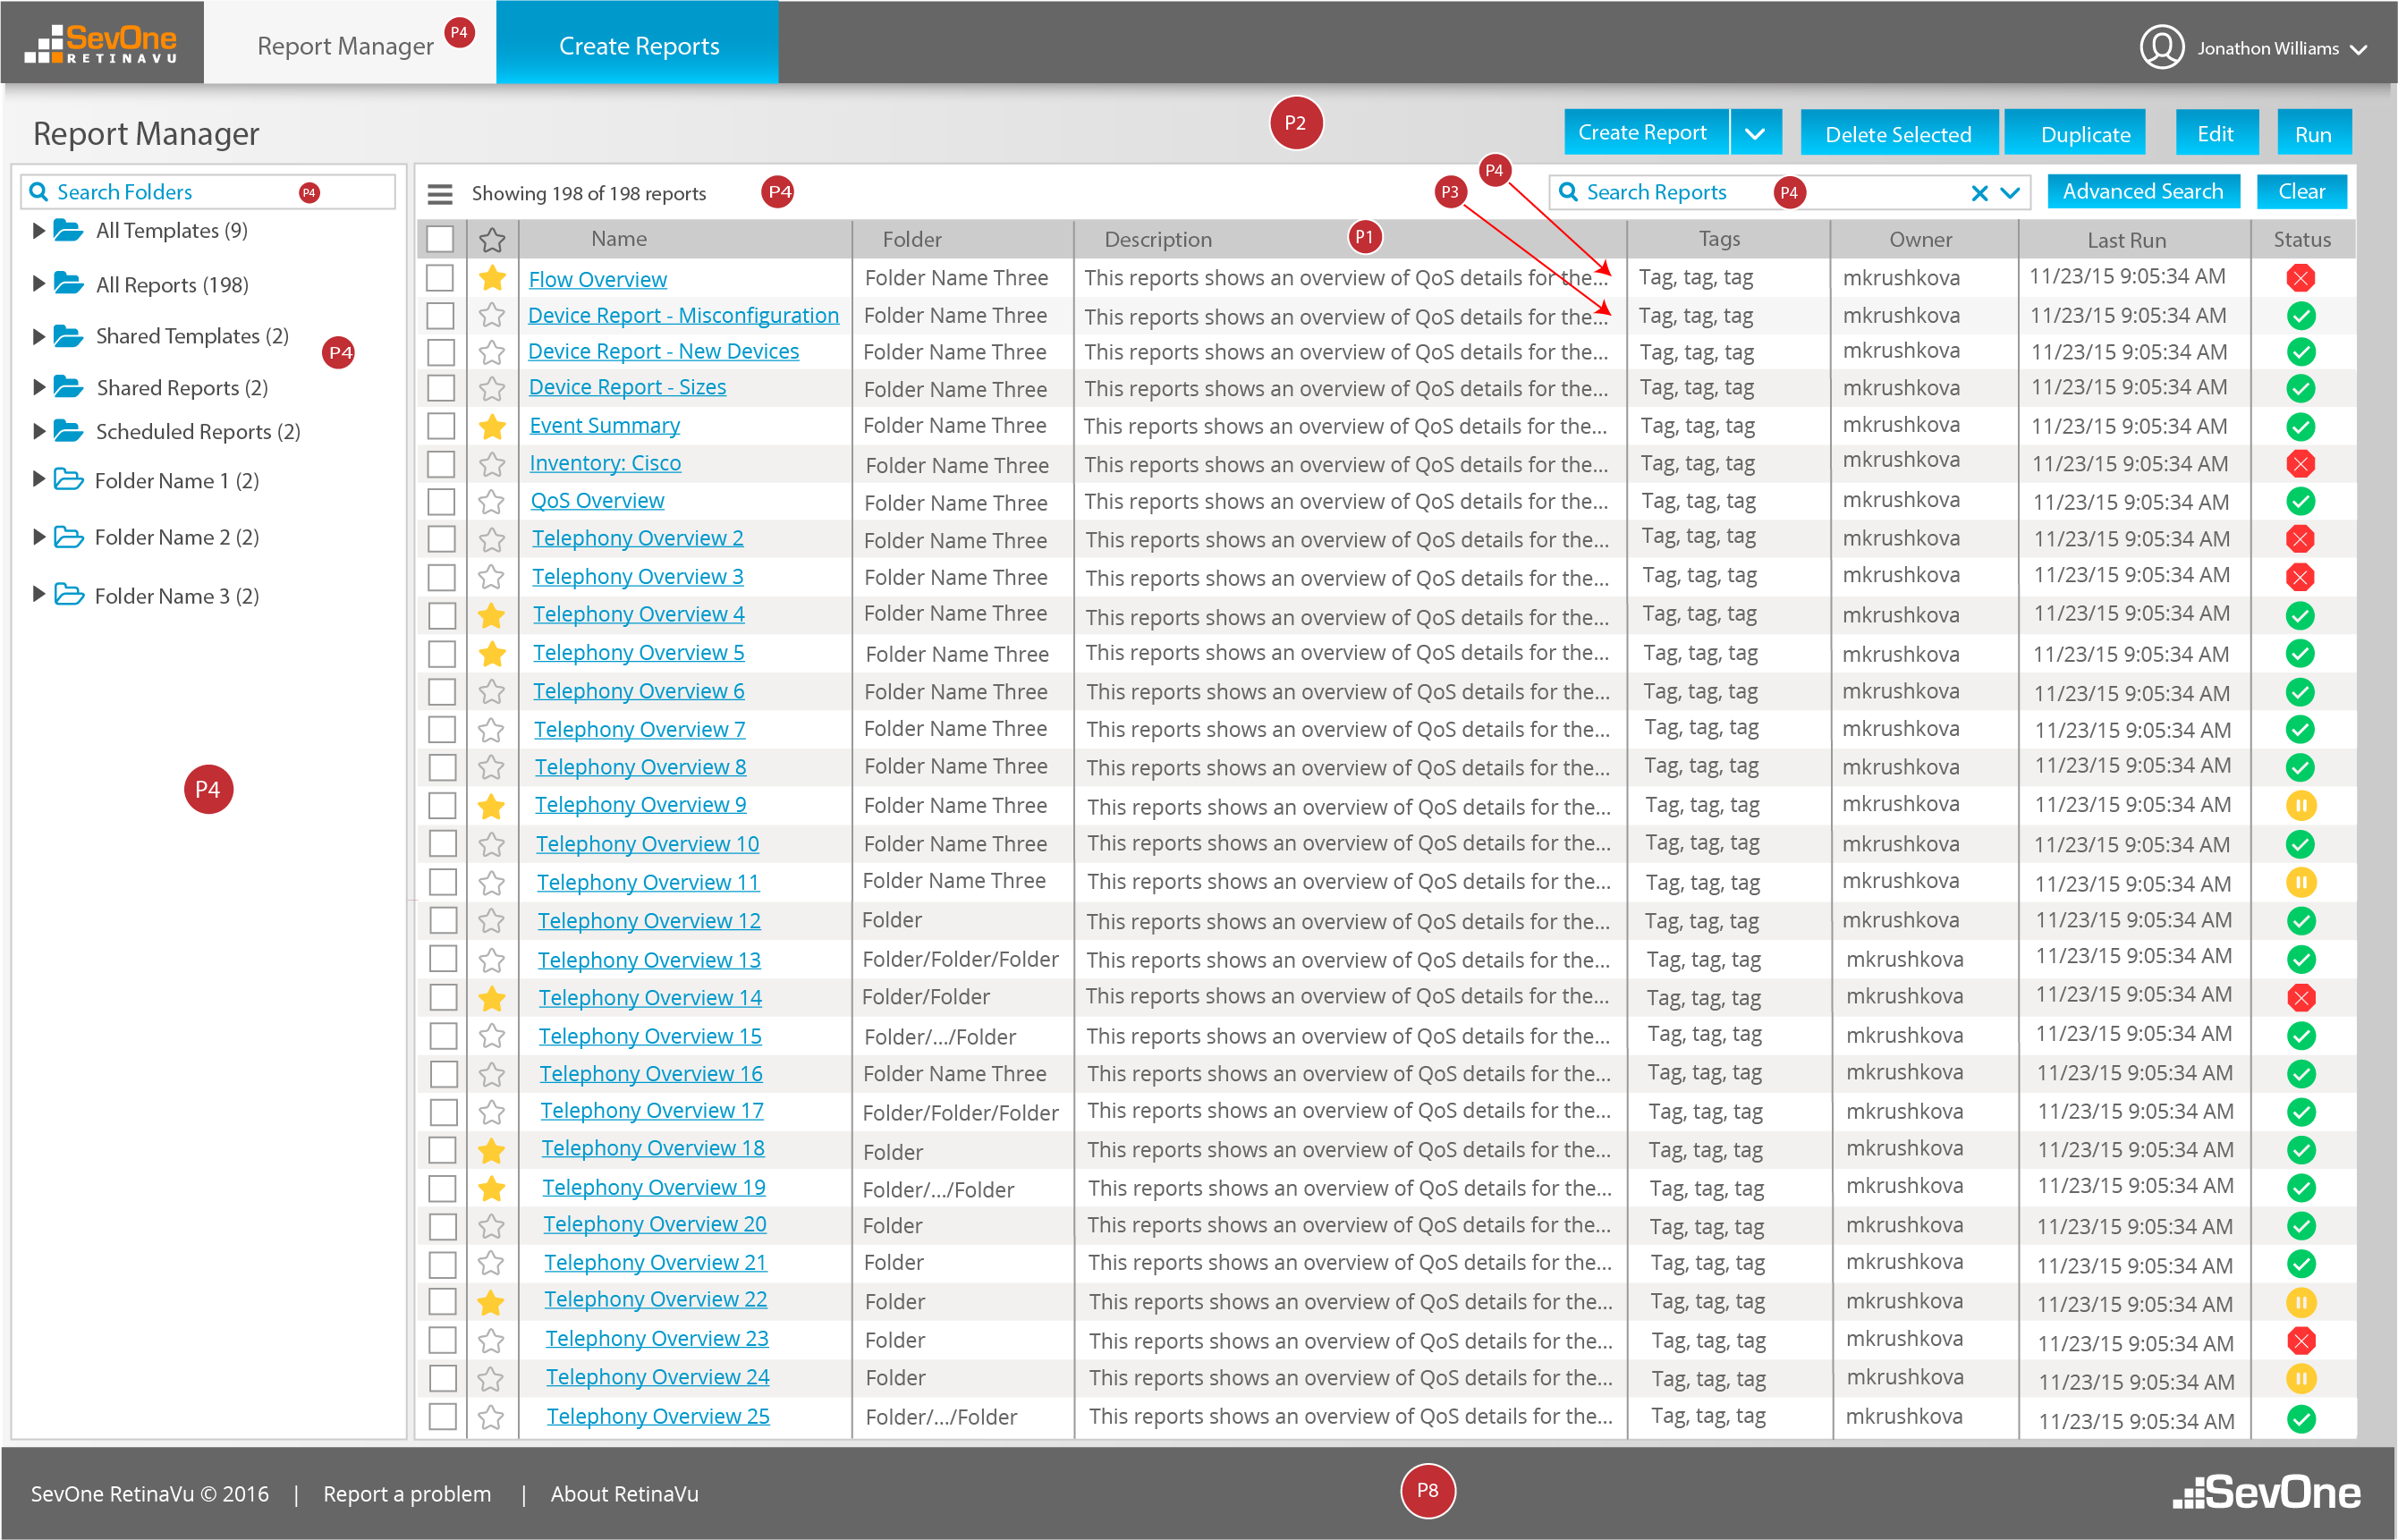 SevOne
RETINAVU
Report Manager P4
Create Reports
Jonathon Williams
Report Manager
P2
Create Report
Delete Selected
Duplicate
Edit
Run
Search Folders P4
All Templates (9)
All Reports (198)
Shared Templates (2)
P4
Shared Reports (2)
Scheduled Reports (2)
Folder Name 1 (2)
Folder Name 2 (2)
Folder Name 3 (2)
P4
Showing 198 of 198 reports P4
P3
P4
Search Reports P4
Advanced Search
Clear
Name Folder Description P1 Tags Owner Last Run Status
Flow Overview Folder Name Three This reports shows an overview of QoS details for the... Tag, tag, tag mkrushkova 11/23/15 9:05:34 AM
Device Report - Misconfiguration Folder Name Three This reports shows an overview of QoS details for the... Tag, tag, tag mkrushkova 11/23/15 9:05:34 AM
Device Report - New Devices Folder Name Three This reports shows an overview of QoS details for the... Tag, tag, tag mkrushkova 11/23/15 9:05:34 AM
Device Report - Sizes Folder Name Three This reports shows an overview of QoS details for the... Tag, tag, tag mkrushkova 11/23/15 9:05:34 AM
Event Summary Folder Name Three This reports shows an overview of QoS details for the... Tag, tag, tag mkrushkova 11/23/15 9:05:34 AM
Inventory: Cisco Folder Name Three This reports shows an overview of QoS details for the... Tag, tag, tag mkrushkova 11/23/15 9:05:34 AM
QoS Overview Folder Name Three This reports shows an overview of QoS details for the... Tag, tag, tag mkrushkova 11/23/15 9:05:34 AM
Telephony Overview 2 Folder Name Three This reports shows an overview of QoS details for the... Tag, tag, tag mkrushkova 11/23/15 9:05:34 AM
Telephony Overview 3 Folder Name Three This reports shows an overview of QoS details for the... Tag, tag, tag mkrushkova 11/23/15 9:05:34 AM
Telephony Overview 4 Folder Name Three This reports shows an overview of QoS details for the... Tag, tag, tag mkrushkova 11/23/15 9:05:34 AM
Telephony Overview 5 Folder Name Three This reports shows an overview of QoS details for the... Tag, tag, tag mkrushkova 11/23/15 9:05:34 AM
Telephony Overview 6 Folder Name Three This reports shows an overview of QoS details for the... Tag, tag, tag mkrushkova 11/23/15 9:05:34 AM
Telephony Overview 7 Folder Name Three This reports shows an overview of QoS details for the... Tag, tag, tag mkrushkova 11/23/15 9:05:34 AM
Telephony Overview 8 Folder Name Three This reports shows an overview of QoS details for the... Tag, tag, tag mkrushkova 11/23/15 9:05:34 AM
Telephony Overview 9 Folder Name Three This reports shows an overview of QoS details for the... Tag, tag, tag mkrushkova 11/23/15 9:05:34 AM
Telephony Overview 10 Folder Name Three This reports shows an overview of QoS details for the... Tag, tag, tag mkrushkova 11/23/15 9:05:34 AM
Telephony Overview 11 Folder Name Three This reports shows an overview of QoS details for the... Tag, tag, tag mkrushkova 11/23/15 9:05:34 AM
Telephony Overview 12 Folder This reports shows an overview of QoS details for the... Tag, tag, tag mkrushkova 11/23/15 9:05:34 AM
Telephony Overview 13 Folder/Folder/Folder This reports shows an overview of QoS details for the... Tag, tag, tag mkrushkova 11/23/15 9:05:34 AM
Telephony Overview 14 Folder/Folder This reports shows an overview of QoS details for the... Tag, tag, tag mkrushkova 11/23/15 9:05:34 AM
Telephony Overview 15 Folder/.../Folder This reports shows an overview of QoS details for the... Tag, tag, tag mkrushkova 11/23/15 9:05:34 AM
Telephony Overview 16 Folder Name Three This reports shows an overview of QoS details for the... Tag, tag, tag mkrushkova 11/23/15 9:05:34 AM
Telephony Overview 17 Folder/Folder/Folder This reports shows an overview of QoS details for the... Tag, tag, tag mkrushkova 11/23/15 9:05:34 AM
Telephony Overview 18 Folder This reports shows an overview of QoS details for the... Tag, tag, tag mkrushkova 11/23/15 9:05:34 AM
Telephony Overview 19 Folder/.../Folder This reports shows an overview of QoS details for the... Tag, tag, tag mkrushkova 11/23/15 9:05:34 AM
Telephony Overview 20 Folder This reports shows an overview of QoS details for the... Tag, tag, tag mkrushkova 11/23/15 9:05:34 AM
Telephony Overview 21 Folder This reports shows an overview of QoS details for the... Tag, tag, tag mkrushkova 11/23/15 9:05:34 AM
Telephony Overview 22 Folder This reports shows an overview of QoS details for the... Tag, tag, tag mkrushkova 11/23/15 9:05:34 AM
Telephony Overview 23 Folder This reports shows an overview of QoS details for the... Tag, tag, tag mkrushkova 11/23/15 9:05:34 AM
Telephony Overview 24 Folder This reports shows an overview of QoS details for the... Tag, tag, tag mkrushkova 11/23/15 9:05:34 AM
Telephony Overview 25 Folder/.../Folder This reports shows an overview of QoS details for the... Tag, tag, tag mkrushkova 11/23/15 9:05:34 AM
SevOne RetinaVu © 2016 | Report a problem | About RetinaVu
P8
SevOne